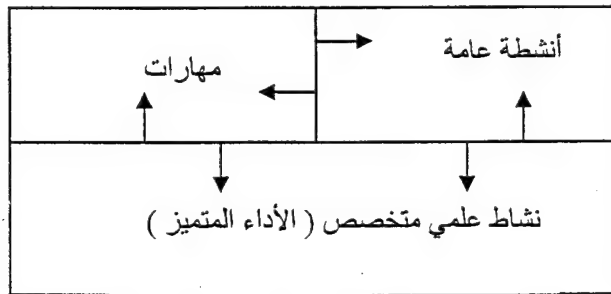 أنشطة عامة
مهارات
نشاط علمي متخصص ( الأداء المتميز )